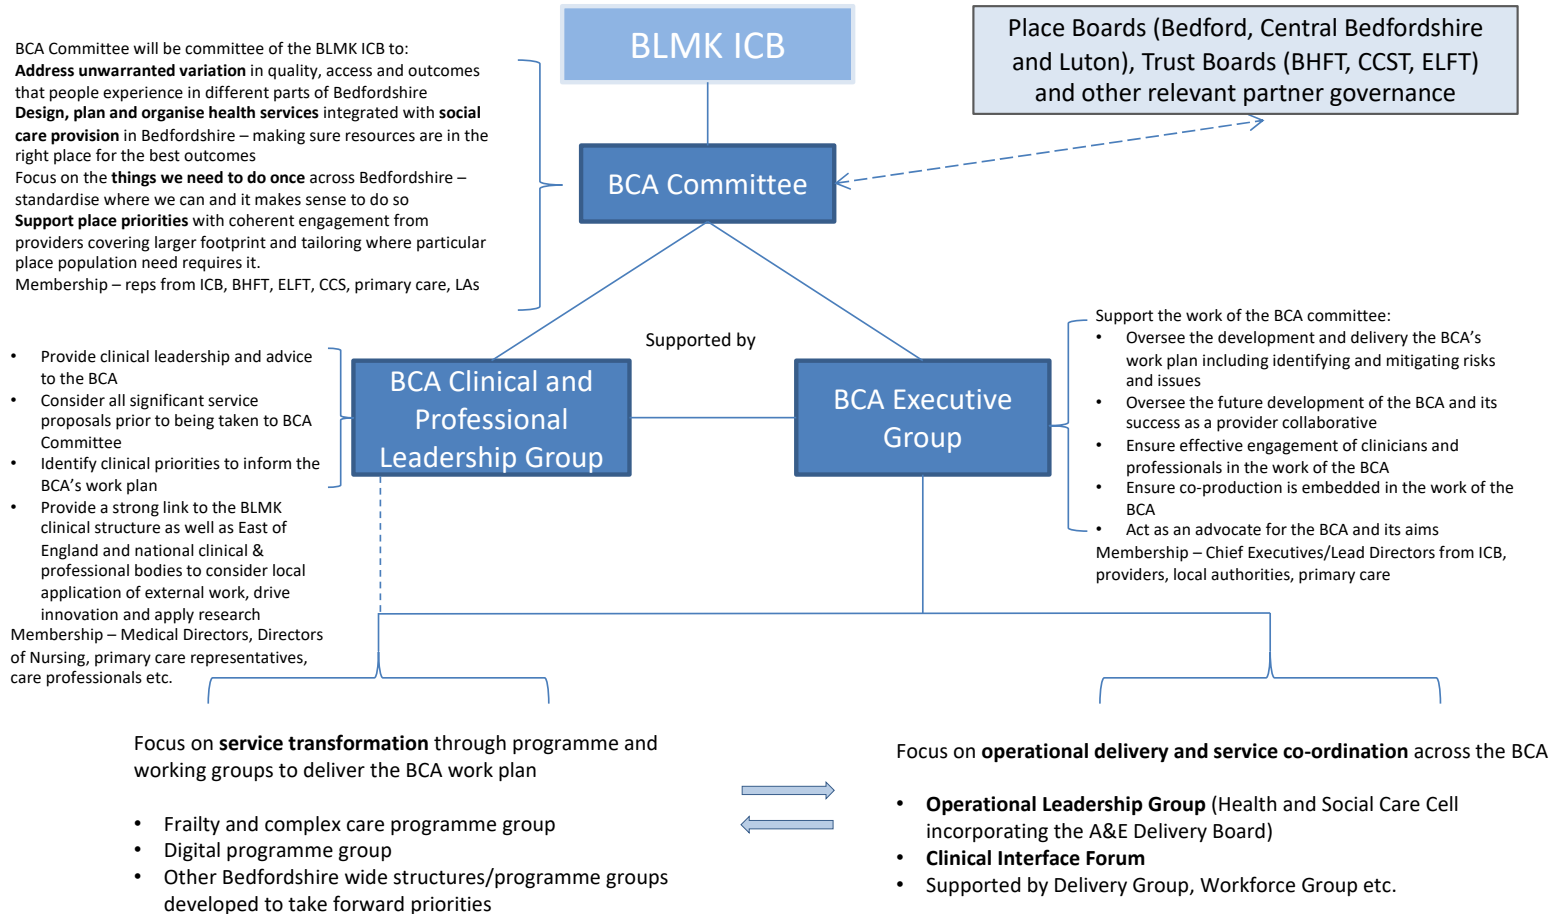 BCA Committee will be committee of the BLMK ICB to:
Address unwarranted variation in quality, access and outcomes
that people experience in different parts of Bedfordshire
Design, plan and organise health services integrated with social
care provision in Bedfordshire – making sure resources are in the
right place for the best outcomes
Focus on the things we need to do once across Bedfordshire –
standardise where we can and it makes sense to do so
Support place priorities with coherent engagement from
providers covering larger footprint and tailoring where particular
place population need requires it.
Membership – reps from ICB, BHFT, ELFT, CCS, primary care, LAs
BLMK ICB
Place Boards (Bedford, Central Bedfordshire
and Luton), Trust Boards (BHFT, CCST, ELFT)
and other relevant partner governance
BCA Committee
Supported by
• Provide clinical leadership and advice
to the BCA
• Consider all significant service
proposals prior to being taken to BCA
Committee
• Identify clinical priorities to inform the
BCA’s work plan
• Provide a strong link to the BLMK
clinical structure as well as East of
England and national clinical &
professional bodies to consider local
application of external work, drive
innovation and apply research
Membership – Medical Directors, Directors
of Nursing, primary care representatives,
care professionals etc.
BCA Clinical and
Professional
Leadership Group
BCA Executive
Group
Support the work of the BCA committee:
• Oversee the development and delivery the BCA’s
work plan including identifying and mitigating risks
and issues
• Oversee the future development of the BCA and its
success as a provider collaborative
• Ensure effective engagement of clinicians and
professionals in the work of the BCA
• Ensure co-production is embedded in the work of the
BCA
• Act as an advocate for the BCA and its aims
Membership – Chief Executives/Lead Directors from ICB,
providers, local authorities, primary care
Focus on service transformation through programme and
working groups to deliver the BCA work plan
• Frailty and complex care programme group
• Digital programme group
• Other Bedfordshire wide structures/programme groups
developed to take forward priorities
Focus on operational delivery and service co-ordination across the BCA
• Operational Leadership Group (Health and Social Care Cell
incorporating the A&E Delivery Board)
• Clinical Interface Forum
• Supported by Delivery Group, Workforce Group etc.